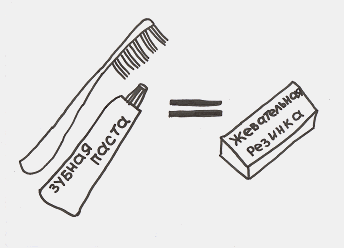 зубная
паста
Жевательная
резинка